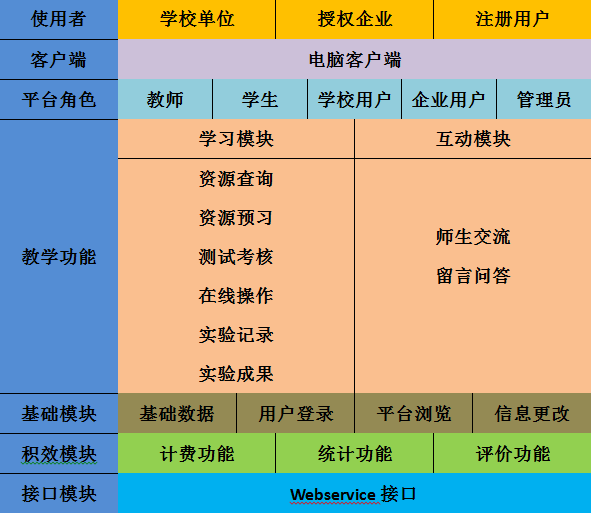 使用者 学校单位 授权企业 注册用户
客户端 电脑客户端
平台角色 教师 学生 学校用户 企业用户 管理员
学习模块 互动模块
资源查询
资源预习
测试考核
在线操作
实验记录
实验成果
教学功能
师生交流
留言问答
基础模块 基础数据 用户登录 平台浏览 信息更改
积效模块 计费功能 统计功能 评价功能
接口模块 Webservice 接口